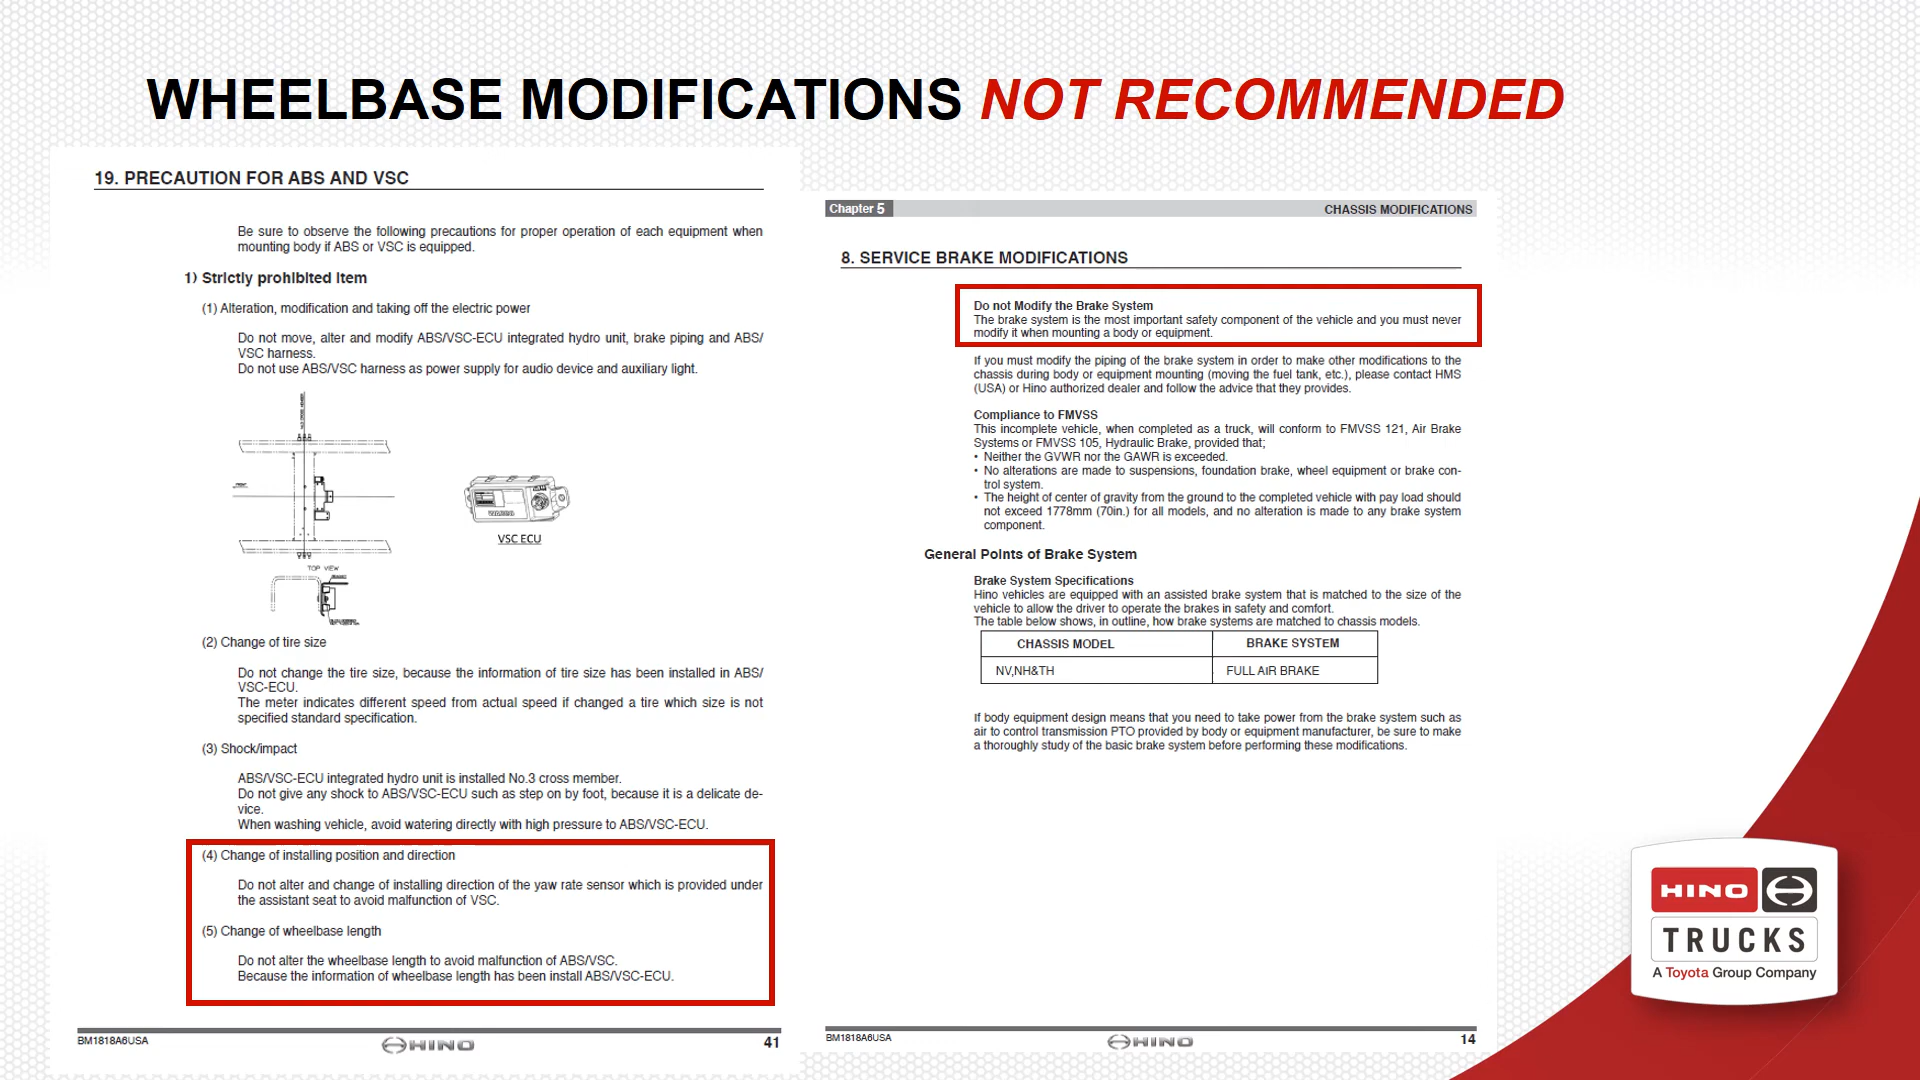 WHEELBASE MODIFICATIONS NOT RECOMMENDED
19. PRECAUTION FOR ABS AND VSC
Be sure to observe the following precautions for proper operation of each equipment when
mounting body if ABS or VSC is equipped.
1) Strictly prohibited item
(1) Alteration, modification and taking off the electric power
Do not move, alter and modify ABS/VSC-ECU integrated hydro unit, brake piping and ABS/
VSC harness.
Do not use ABS/VSC harness as power supply for audio device and auxiliary light.
VSC ECU
TOP VIEW
(2) Change of tire size
Do not change the tire size, because the information of tire size has been installed in ABS/
VSC-ECU.
The meter indicates different speed from actual speed if changed a tire which size is not
specified standard specification.
(3) Shock/impact
ABS/VSC-ECU integrated hydro unit is installed No.3 cross member.
Do not give any shock to ABS/VSC-ECU such as step on by foot, because it is a delicate de-
vice.
When washing vehicle, avoid watering directly with high pressure to ABS/VSC-ECU.
(4) Change of installing position and direction
Do not alter and change of installing direction of the yaw rate sensor which is provided under
the assistant seat to avoid malfunction of VSC.
(5) Change of wheelbase length
Do not alter the wheelbase length to avoid malfunction of ABS/VSC.
Because the information of wheelbase length has been install ABS/VSC-ECU.
BM1818A6USA
HINO
41
Chapter 5
CHASSIS MODIFICATIONS
8. SERVICE BRAKE MODIFICATIONS
Do not Modify the Brake System
The brake system is the most important safety component of the vehicle and you must never
modify it when mounting a body or equipment.
If you must modify the piping of the brake system in order to make other modifications to the
chassis during body or equipment mounting (moving the fuel tank, etc.), please contact HMS
(USA) or Hino authorized dealer and follow the advice that they provides.
Compliance to FMVSS
This incomplete vehicle, when completed as a truck, will conform to FMVSS 121, Air Brake
Systems or FMVSS 105, Hydraulic Brake, provided that;
• Neither the GVWR nor the GAWR is exceeded.
• No alterations are made to suspensions, foundation brake, wheel equipment or brake con-
trol system.
• The height of center of gravity from the ground to the completed vehicle with pay load should
not exceed 1778mm (70in.) for all models, and no alteration is made to any brake system
component.
General Points of Brake System
Brake System Specifications
Hino vehicles are equipped with an assisted brake system that is matched to the size of the
vehicle to allow the driver to operate the brakes in safety and comfort.
The table below shows, in outline, how brake systems are matched to chassis models.
CHASSIS MODEL
BRAKE SYSTEM
NV,NH&TH
FULL AIR BRAKE
If body equipment design means that you need to take power from the brake system such as
air to control transmission PTO provided by body or equipment manufacturer, be sure to make
a thoroughly study of the basic brake system before performing these modifications.
BM1818A6USA
HINO
14
HINO
TRUCKS
A Toyota Group Company